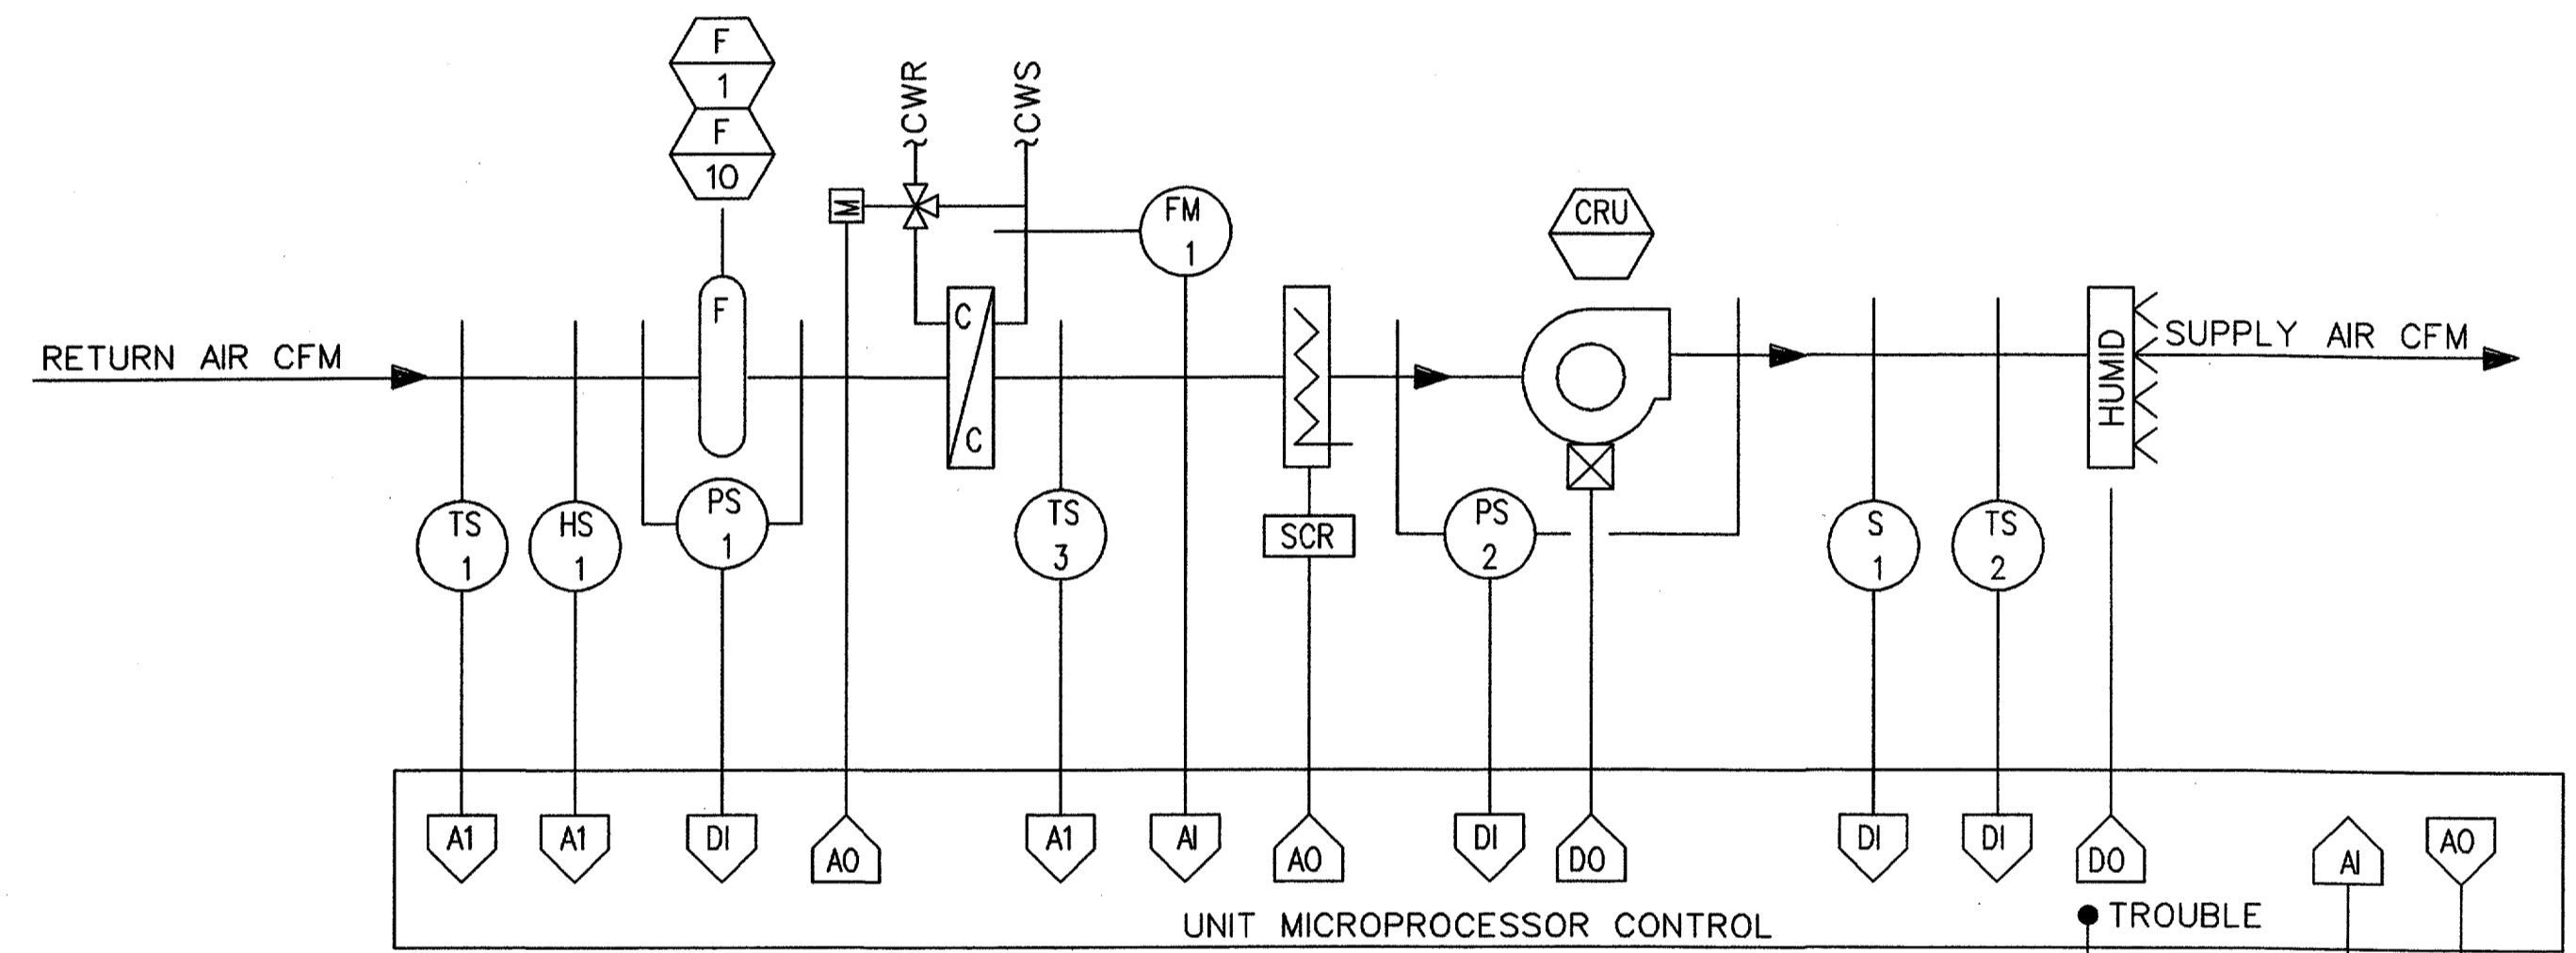 F
1
F
10
CWR
CWS
M
FM
1
CRU
F
C
C
RETURN AIR CFM
SUPPLY AIR CFM
HUMID
TS
1
HS
1
PS
1
TS
3
SCR
PS
2
S
1
TS
2
A1
A1
DI
AO
A1
AI
AO
DI
DO
DI
DI
DO
AI
AO
UNIT MICROPROCESSOR CONTROL
TROUBLE